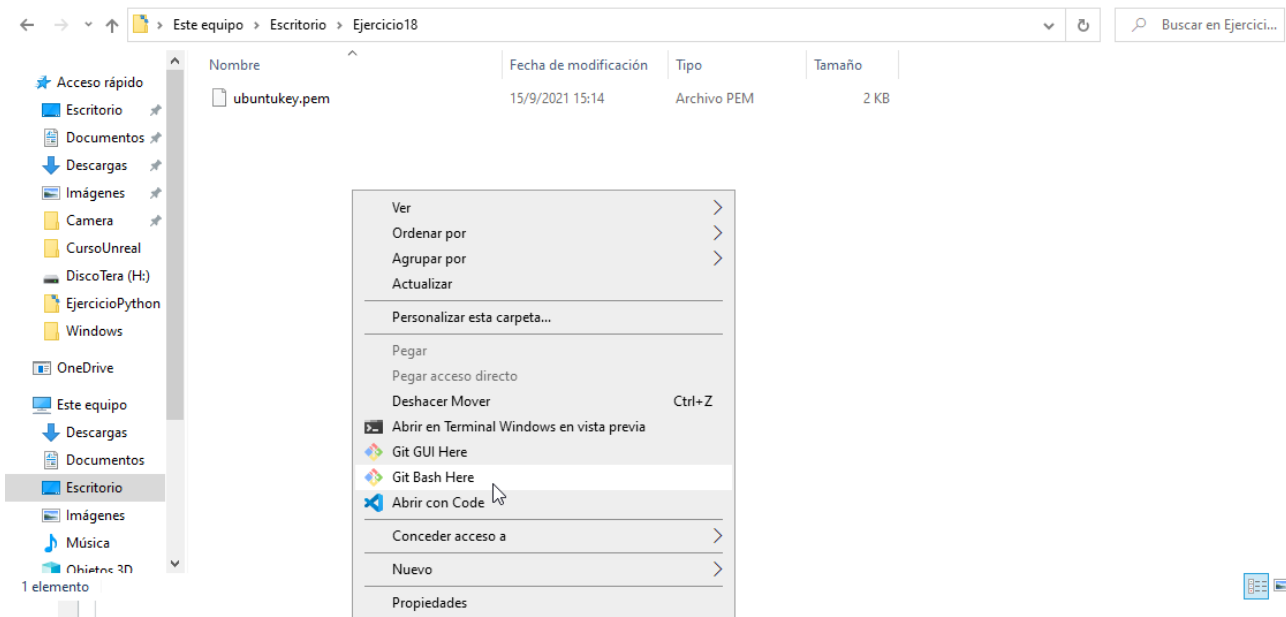 Este equipo > Escritorio > Ejercicio18
Buscar en Ejercici...
Nombre
Fecha de modificación
Tipo
Tamaño
ubuntukey.pem
15/9/2021 15:14
Archivo PEM
2 KB
Acceso rápido
Escritorio
Documentos
Descargas
Imágenes
Camera
CursoUnreal
DiscoTera (H:)
EjercicioPython
Windows
OneDrive
Este equipo
Descargas
Documentos
Escritorio
Imágenes
Música
Objetos 3D
1 elemento
Ver
Ordenar por
Agrupar por
Actualizar
Personalizar esta carpeta...
Pegar
Pegar acceso directo
Deshacer Mover Ctrl+Z
Abrir en Terminal Windows en vista previa
Git GUI Here
Git Bash Here
Abrir con Code
Conceder acceso a
Nuevo
Propiedades